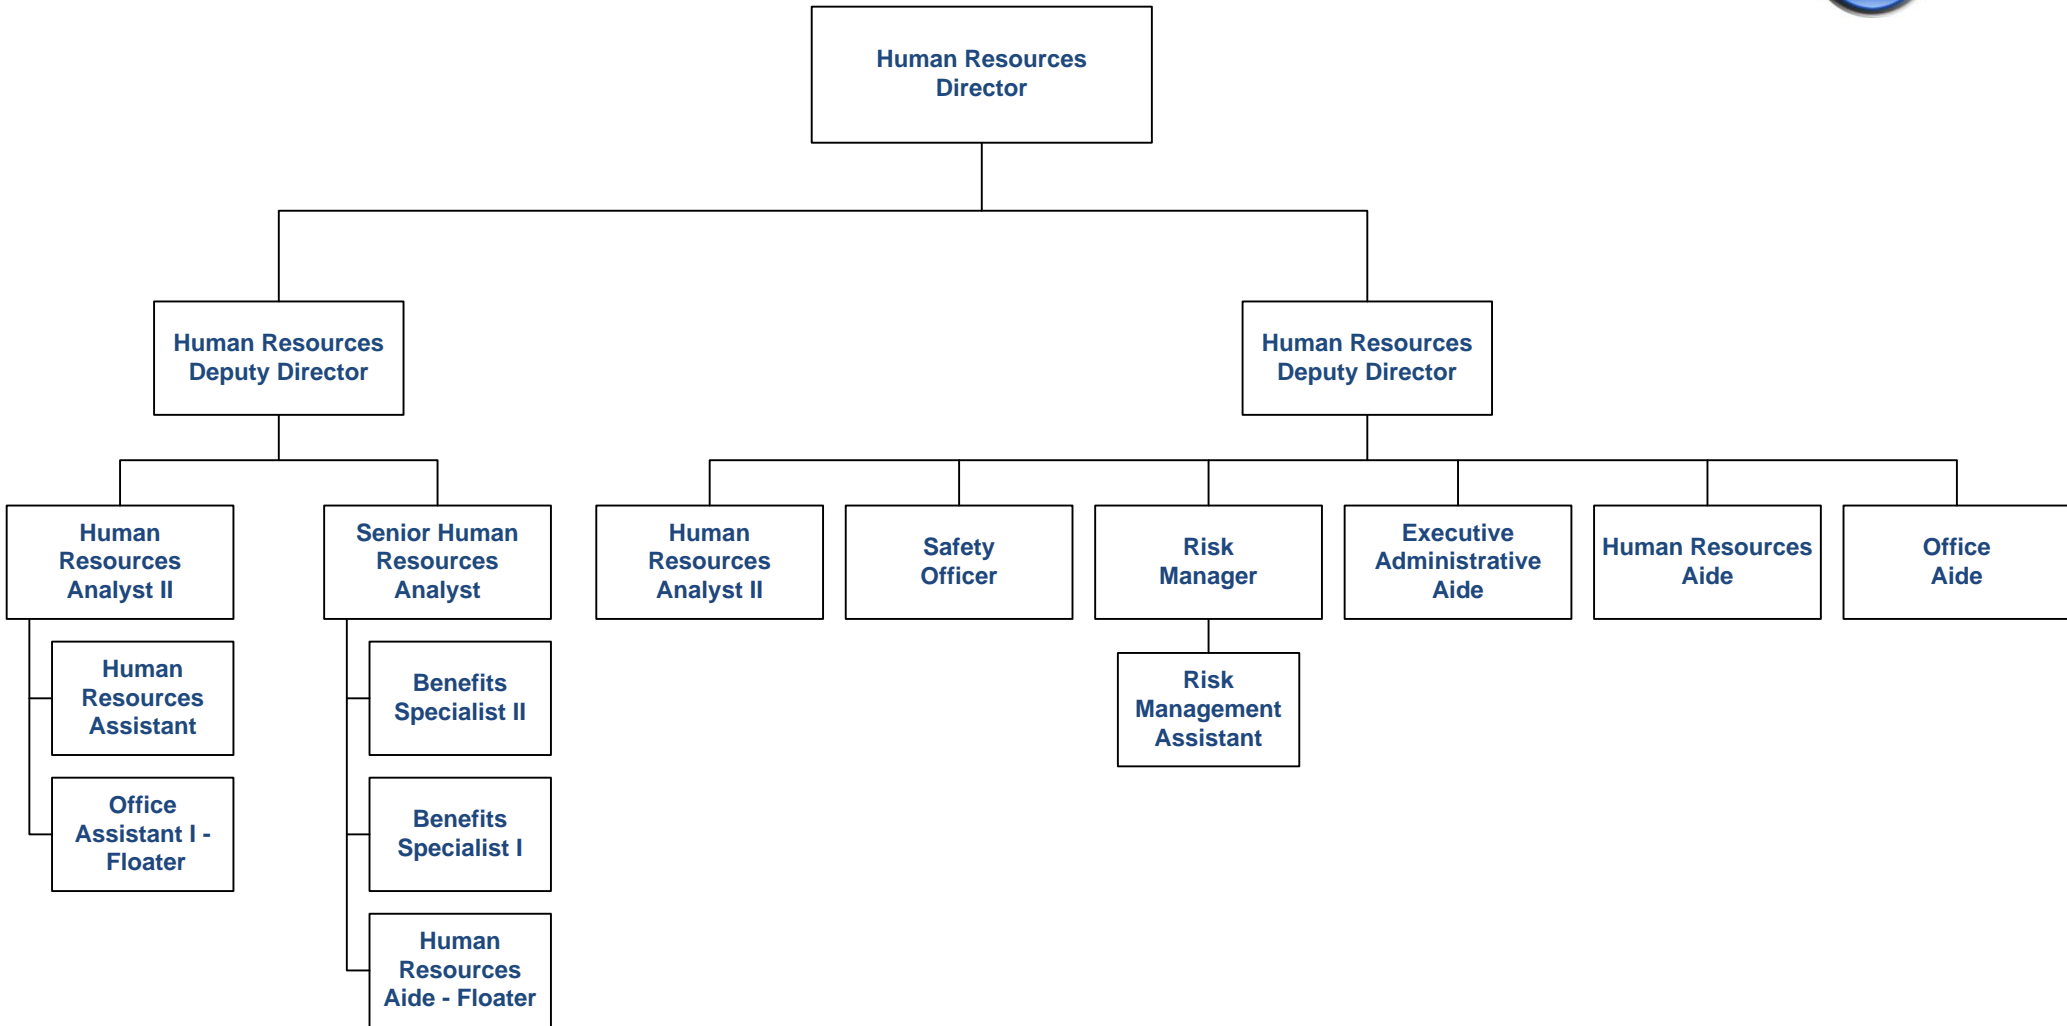 Human Resources
Director
Human Resources
Deputy Director
Human Resources
Deputy Director
Human
Resources
Analyst II
Senior Human
Resources
Analyst
Human
Resources
Analyst II
Safety
Officer
Risk
Manager
Executive
Administrative
Aide
Human Resources
Aide
Office
Aide
Human
Resources
Assistant
Benefits
Specialist II
Risk
Management
Assistant
Office
Assistant I -
Floater
Benefits
Specialist I
Human
Resources
Aide - Floater